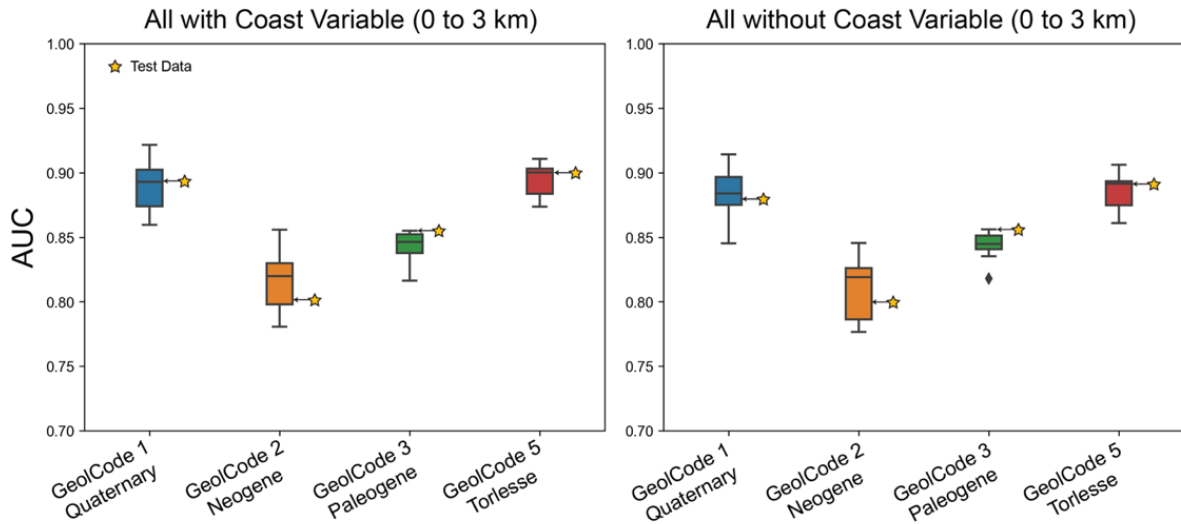 All with Coast Variable (0 to 3 km)
All without Coast Variable (0 to 3 km)
AUC
1.00
0.95
0.90
0.85
0.80
0.75
0.70
Test Data
GeolCode 1
Quaternary
GeolCode 2
Neogene
GeolCode 3
Paleogene
GeolCode 5
Torlesse
1.00
0.95
0.90
0.85
0.80
0.75
0.70
GeolCode 1
Quaternary
GeolCode 2
Neogene
GeolCode 3
Paleogene
GeolCode 5
Torlesse